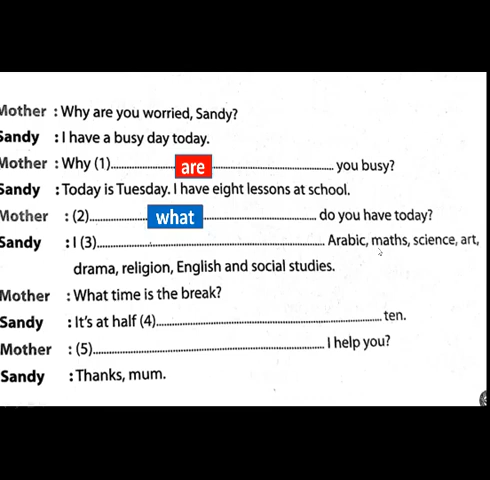 Mother : Why are you worried, Sandy?
Sandy : I have a busy day today.
Mother : Why (1)........ are ........ you busy?
Sandy : Today is Tuesday. I have eight lessons at school.
Mother : (2)........ what ........ do you have today?
Sandy : I (3)........ Arabic, maths, science, art,
drama, religion, English and social studies.
Mother : What time is the break?
Sandy : It's at half (4)........ ten.
Mother : (5)........ I help you?
Sandy : Thanks, mum.